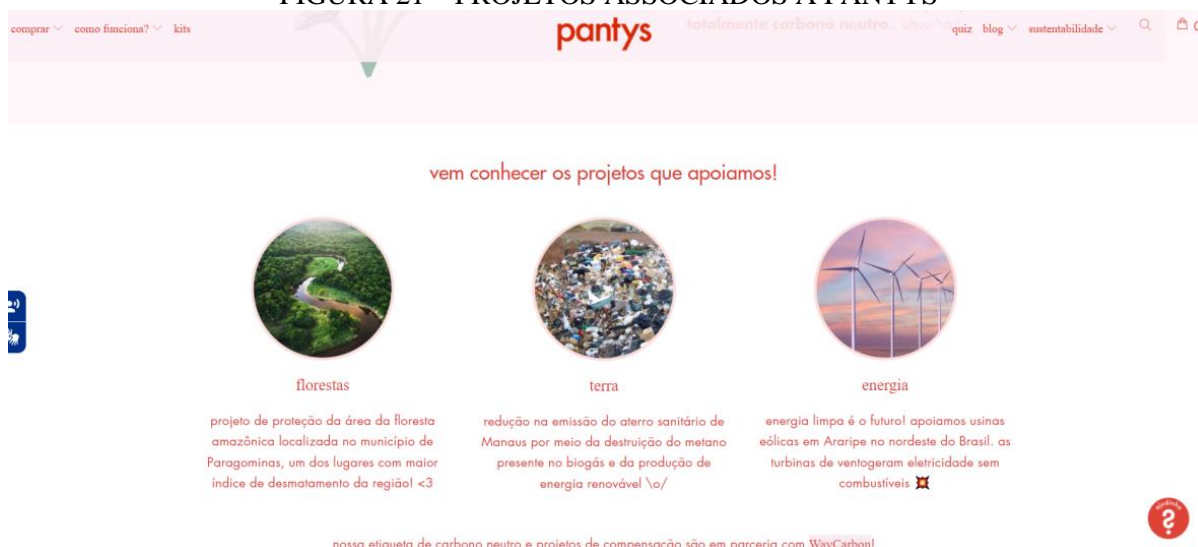 FIGURA 21 – PROJETOS ASSOCIADOS À PANTYS
comprar como funciona? kits
pantys
totalmente carbono neutro.. uhuu \o/
quiz blog sustentabilidade
vem conhecer os projetos que apoiamos!
florestas
projeto de proteção da área da floresta
amazônica localizada no município de
Paragominas, um dos lugares com maior
índice de desmatamento da região! <3
terra
redução na emissão do aterro sanitário de
Manaus por meio da destruição do metano
presente no biogás e da produção de
energia renovável \o/
energia
energia limpa é o futuro! apoiamos usinas
eólicas em Araripe no nordeste do Brasil. as
turbinas de ventogeram eletricidade sem
combustíveis 💥
?
nossa etiqueta de carbono neutro e projetos de compensação são em parceria com WayCarbon!